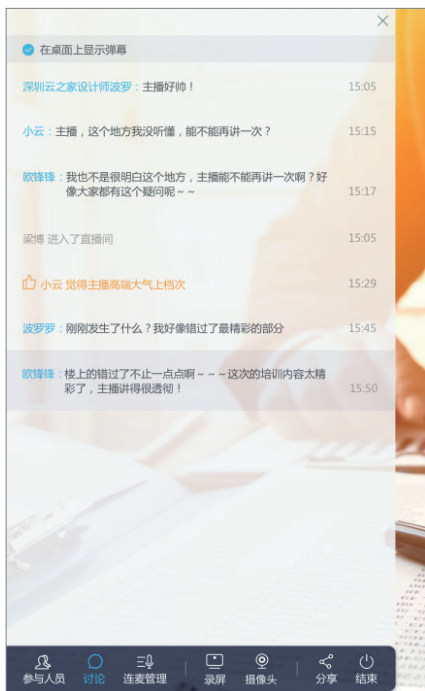 在桌面上显示弹幕
深圳云之家设计师波罗：主播好帅！ 15:05
小云：主播，这个地方我没听懂，能不能再讲一次？ 15:15
欧锋锋：我也不是很明白这个地方，主播能不能再讲一次啊？好
像大家都有这个疑问呢～～ 15:17
梁博 进入了直播间 15:05
小云 觉得主播高端大气上档次 15:29
波罗罗：刚刚发生了什么？我好像错过了最精彩的部分 15:45
欧锋锋：楼上的错过了不止一点点啊～～～这次的培训内容太精
彩了，主播讲得很透彻！ 15:50
参与人员 讨论 连麦管理 录屏 摄像头 分享 结束